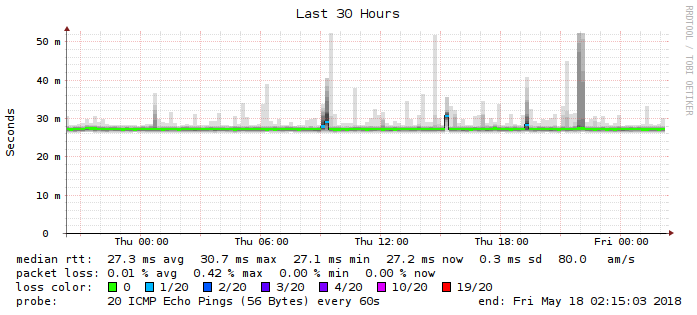 Last 30 Hours
RRDTOOL / TOBI OETIKER
Seconds
50 m
40 m
30 m
20 m
10 m
0
Thu 00:00 Thu 06:00 Thu 12:00 Thu 18:00 Fri 00:00
median rtt: 27.3 ms avg 30.7 ms max 27.1 ms min 27.2 ms now 0.3 ms sd 80.0 am/s
packet loss: 0.01 % avg 0.42 % max 0.00 % min 0.00 % now
loss color: 0 1/20 2/20 3/20 4/20 10/20 19/20
probe: 20 ICMP Echo Pings (56 Bytes) every 60s end: Fri May 18 02:15:03 2018